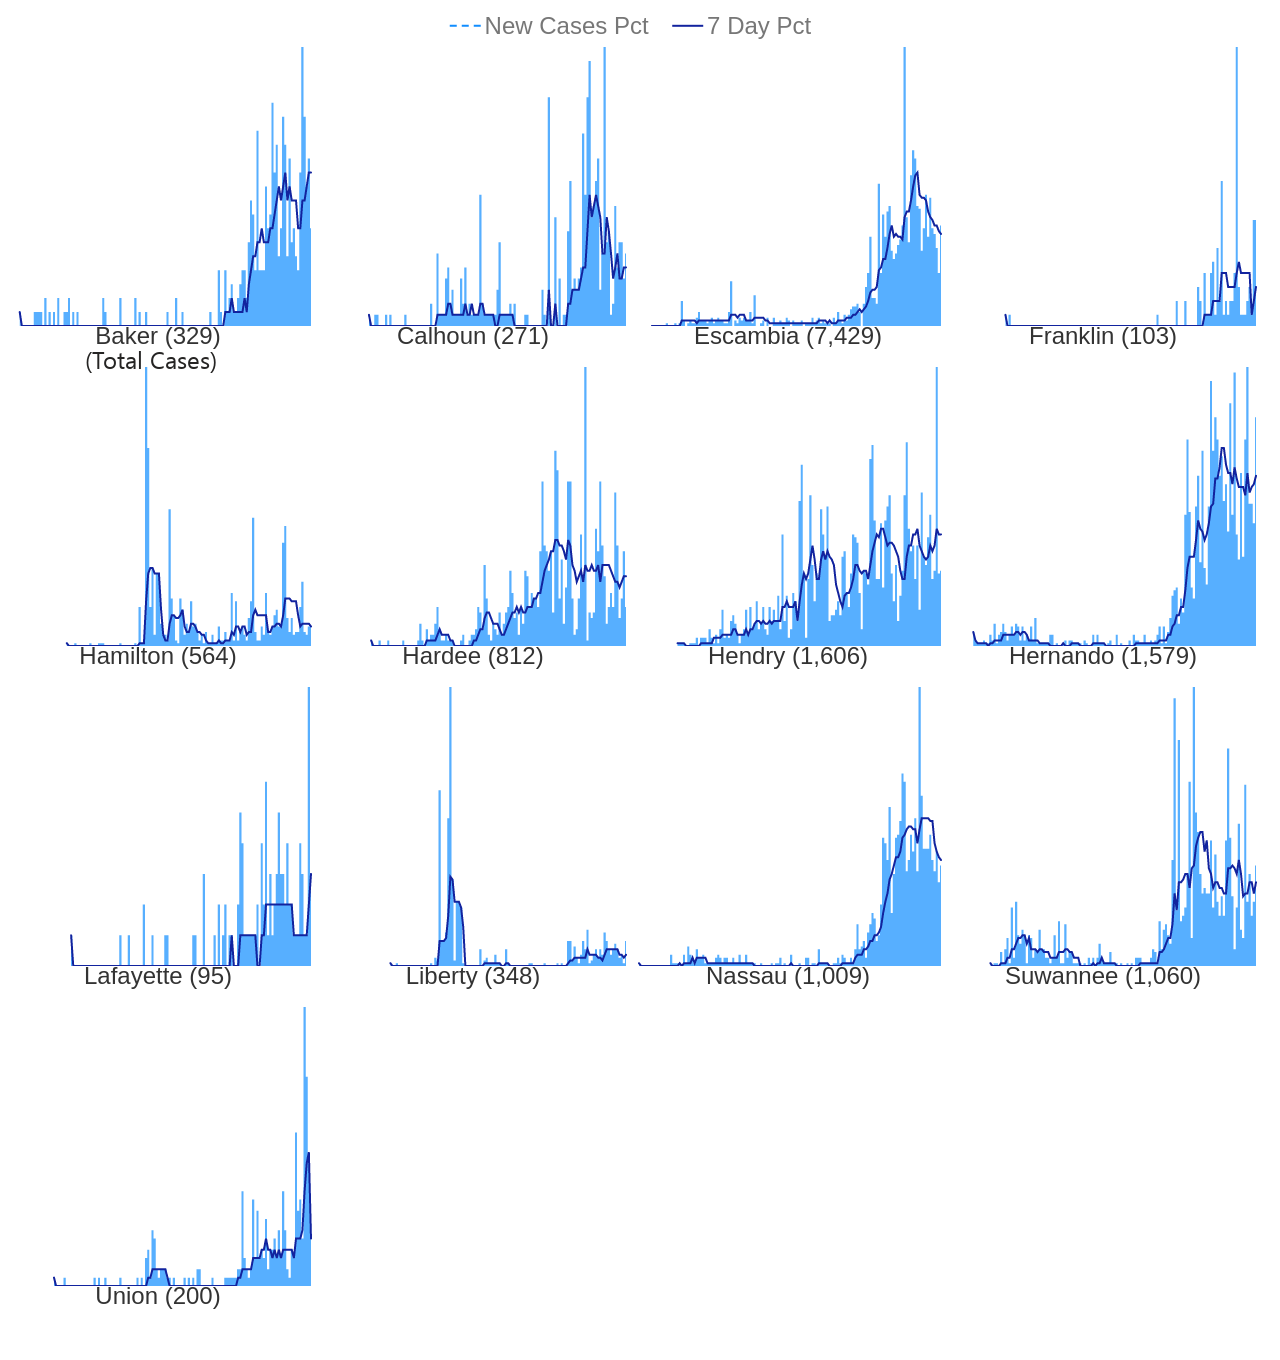 New Cases Pct 7 Day Pct
Baker (329) Calhoun (271) Escambia (7,429) Franklin (103)
(Total Cases)
Hamilton (564) Hardee (812) Hendry (1,606) Hernando (1,579)
Lafayette (95) Liberty (348) Nassau (1,009) Suwannee (1,060)
Union (200)